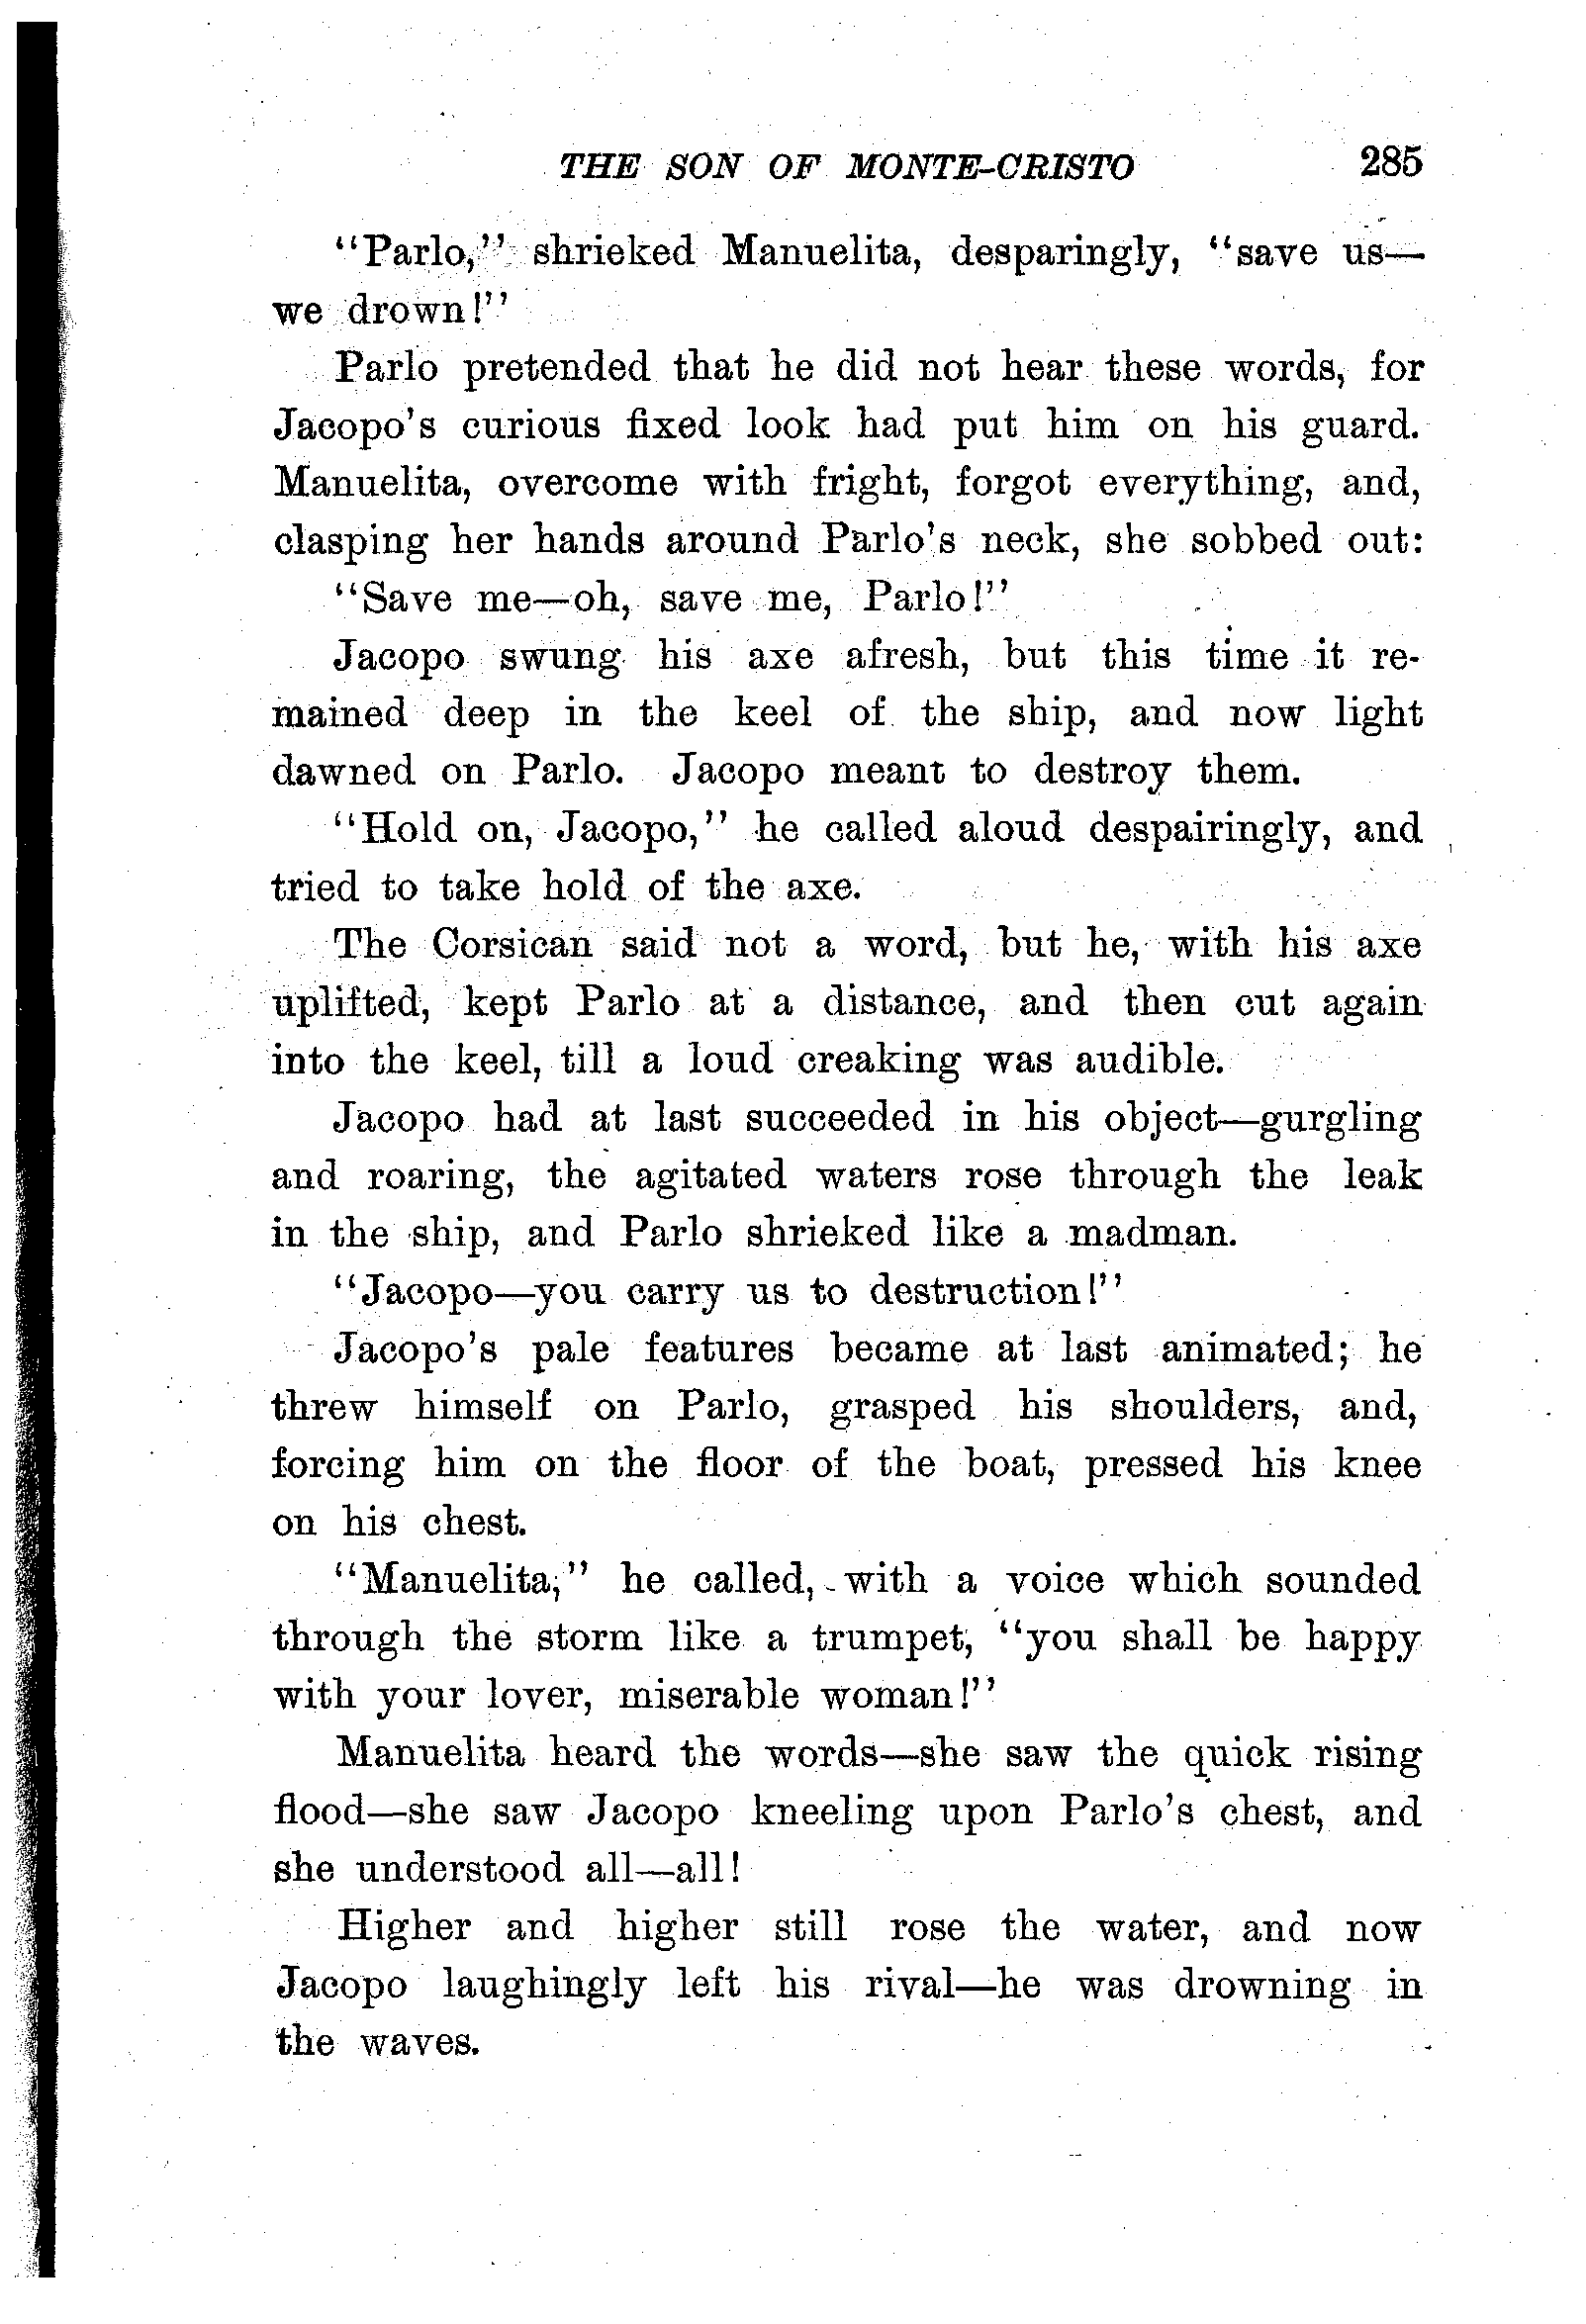 THE SON OF MONTE-CRISTO 285
"Parlo," shrieked Manuelita, desparingly, "save us—
we drown!"
Parlo pretended that he did not hear these words, for
Jacopo's curious fixed look had put him on his guard.
Manuelita, overcome with fright, forgot everything, and,
clasping her hands around Parlo's neck, she sobbed out:
"Save me—oh, save me, Parlo!"
Jacopo swung his axe afresh, but this time it re-
mained deep in the keel of the ship, and now light
dawned on Parlo. Jacopo meant to destroy them.
"Hold on, Jacopo," he called aloud despairingly, and
tried to take hold of the axe.
The Corsican said not a word, but he, with his axe
uplifted, kept Parlo at a distance, and then cut again
into the keel, till a loud creaking was audible.
Jacopo had at last succeeded in his object—gurgling
and roaring, the agitated waters rose through the leak
in the ship, and Parlo shrieked like a madman.
"Jacopo—you carry us to destruction!"
Jacopo's pale features became at last animated; he
threw himself on Parlo, grasped his shoulders, and,
forcing him on the floor of the boat, pressed his knee
on his chest.
"Manuelita," he called, with a voice which sounded
through the storm like a trumpet, "you shall be happy
with your lover, miserable woman!"
Manuelita heard the words—she saw the quick rising
flood—she saw Jacopo kneeling upon Parlo's chest, and
she understood all—all!
Higher and higher still rose the water, and now
Jacopo laughingly left his rival—he was drowning in
the waves.